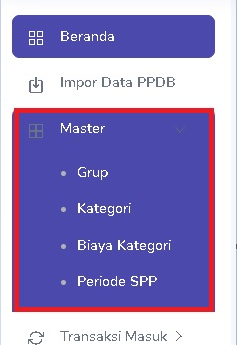 Beranda
Impor Data PPDB
Master
Grup
Kategori
Biaya Kategori
Periode SPP
Transaksi Masuk